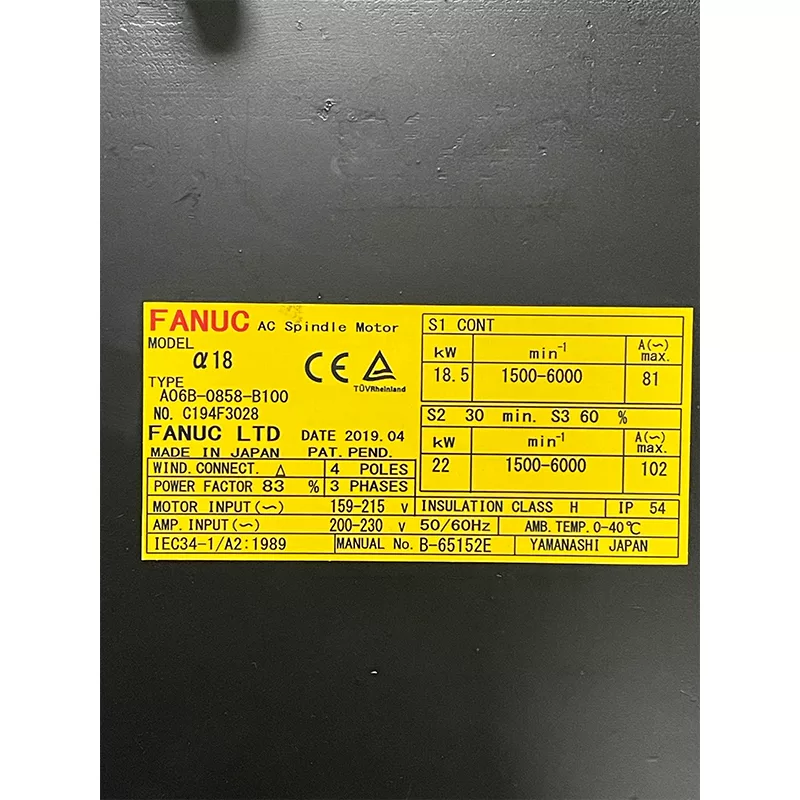 FANUC AC Spindle Motor
MODEL
α18
TYPE
A06B-0858-B100
NO. C194F3028
FANUC LTD DATE 2019.04
MADE IN JAPAN PAT. PEND.
CE TÜVRheinland
WIND. CONNECT. △ 4 POLES
POWER FACTOR 83 % 3 PHASES
S1 CONT
kW min-1 A(~) max.
18.5 1500-6000 81
S2 30 min. S3 60 %
kW min-1 A(~) max.
22 1500-6000 102
MOTOR INPUT(~) 159-215 V INSULATION CLASS H IP 54
AMP. INPUT(~) 200-230 V 50/60Hz AMB. TEMP. 0-40℃
IEC34-1/A2:1989 MANUAL No. B-65152E YAMANASHI JAPAN